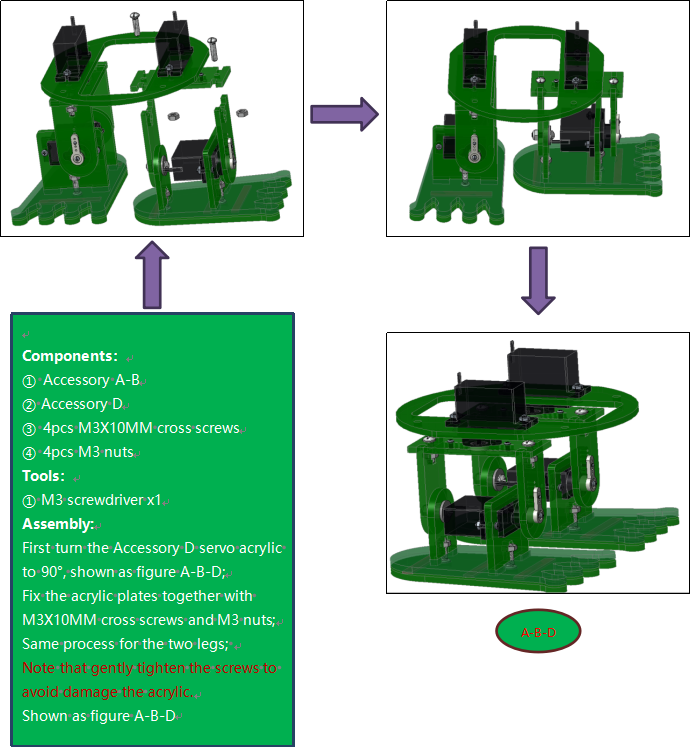 Components:
① Accessory A-B
② Accessory D
③ 4pcs M3X10MM cross screws
④ 4pcs M3 nuts
Tools:
① M3 screwdriver x1
Assembly:
First turn the Accessory D servo acrylic
to 90°, shown as figure A-B-D;
Fix the acrylic plates together with
M3X10MM cross screws and M3 nuts;
Same process for the two legs;
Note that gently tighten the screws to
avoid damage the acrylic.
Shown as figure A-B-D
A-B-D